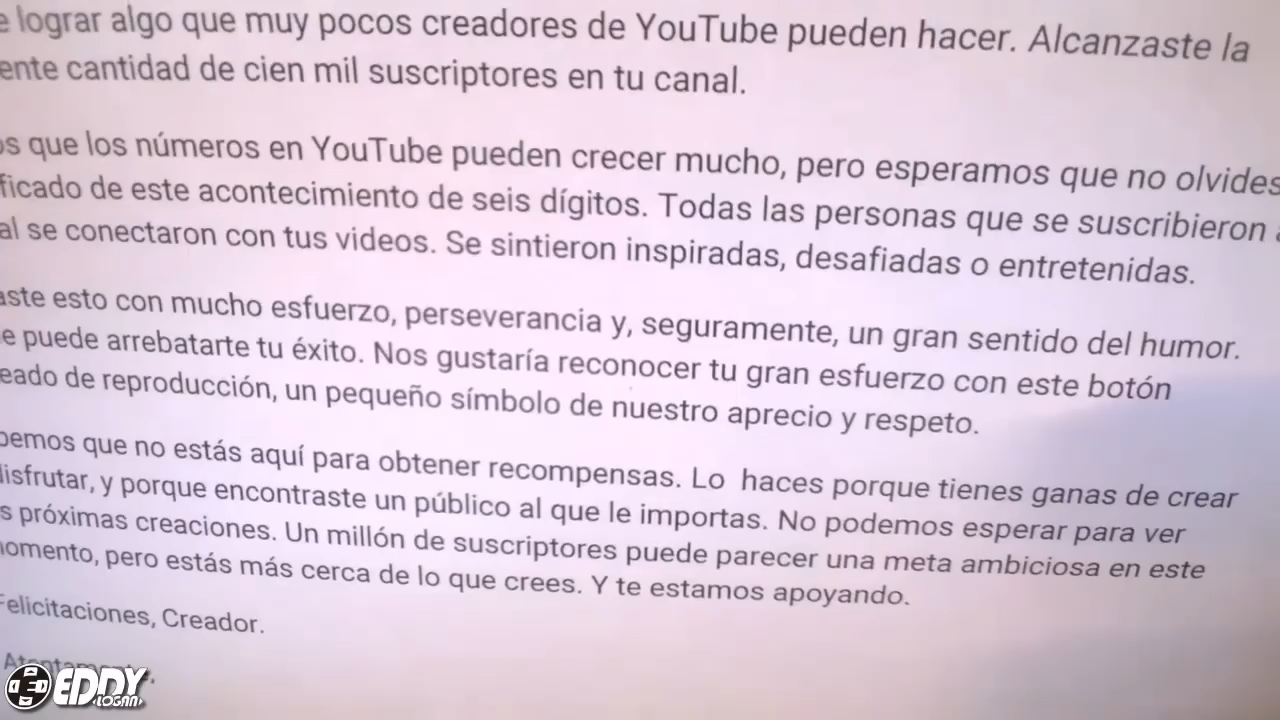 lograr algo que muy pocos creadores de YouTube pueden hacer. Alcanzaste la
ente cantidad de cien mil suscriptores en tu canal.
os que los números en YouTube pueden crecer mucho, pero esperamos que no olvides
ficado de este acontecimiento de seis dígitos. Todas las personas que se suscribieron a
al se conectaron con tus videos. Se sintieron inspiradas, desafiadas o entretenidas.
aste esto con mucho esfuerzo, perseverancia y, seguramente, un gran sentido del humor.
e puede arrebatarte tu éxito. Nos gustaría reconocer tu gran esfuerzo con este botón
eado de reproducción, un pequeño símbolo de nuestro aprecio y respeto.
bemos que no estás aquí para obtener recompensas. Lo haces porque tienes ganas de crear
disfrutar, y porque encontraste un público al que le importas. No podemos esperar para ver
s próximas creaciones. Un millón de suscriptores puede parecer una meta ambiciosa en este
momento, pero estás más cerca de lo que crees. Y te estamos apoyando.
Felicitaciones, Creador.
Atentamente,
EDDY
LOGAN